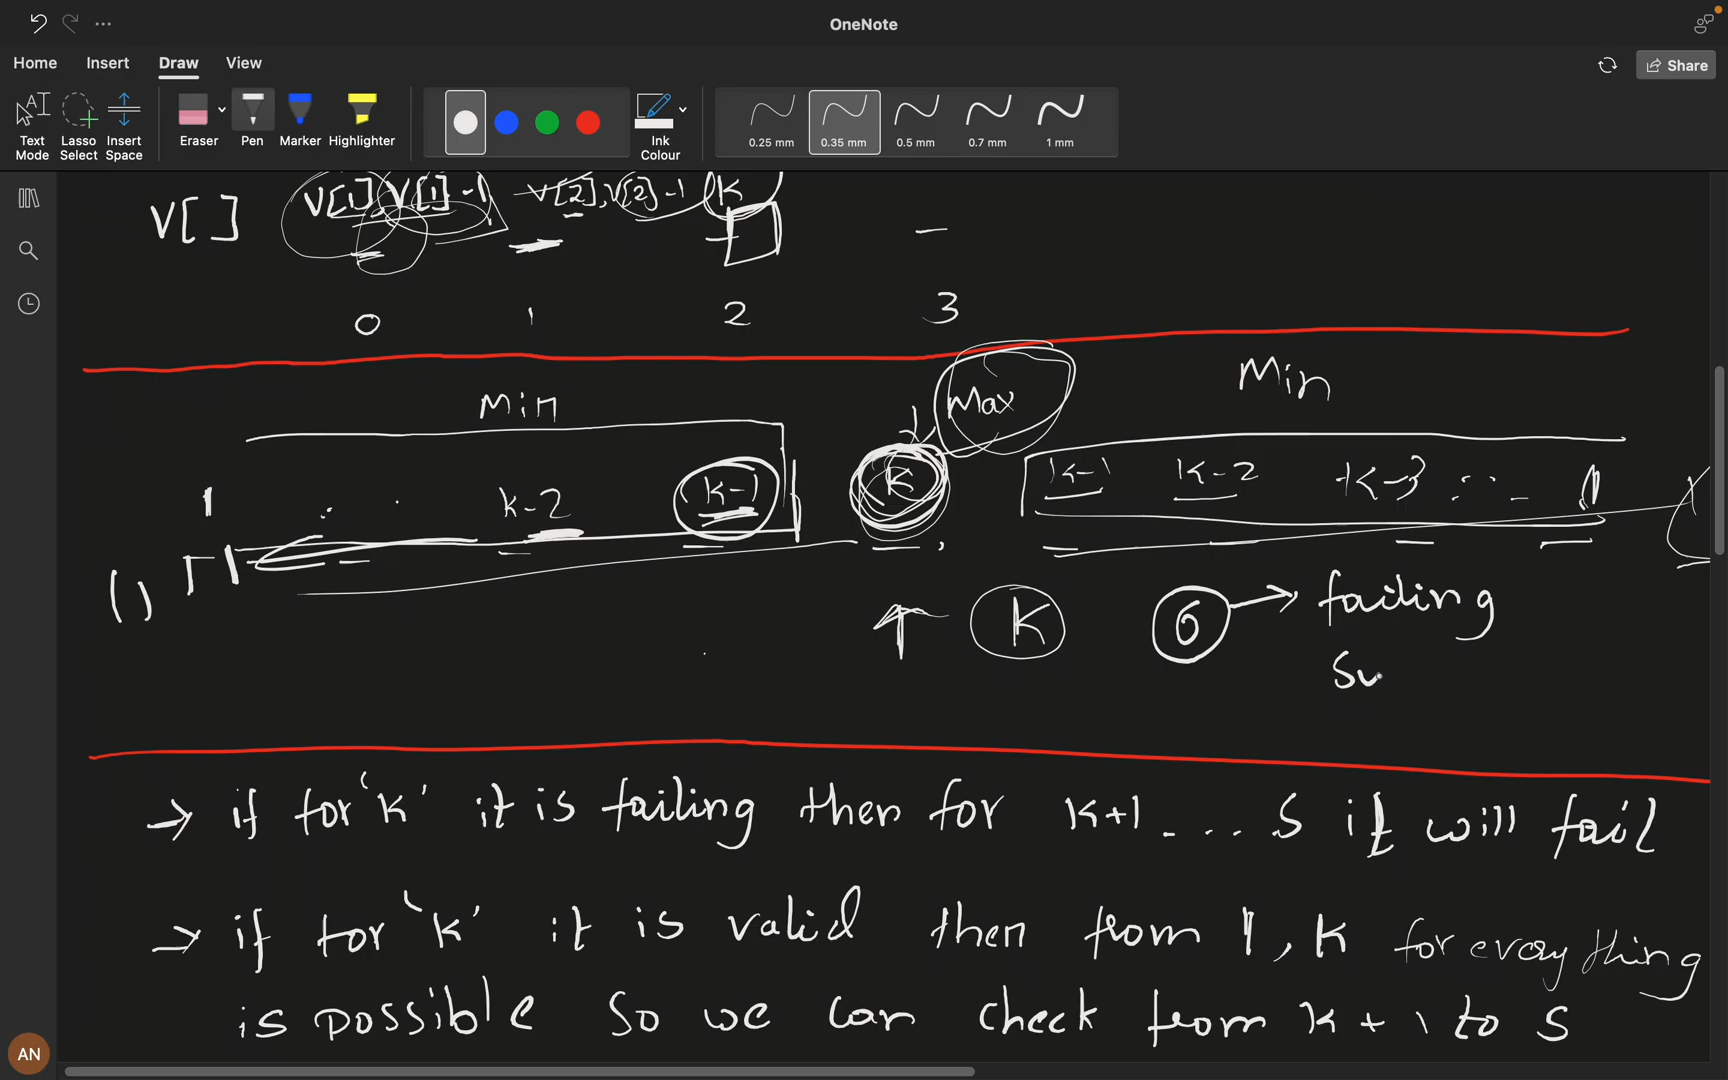 OneNote
Home Insert Draw View
Share
Text Mode Lasso Select Insert Space Eraser Pen Marker Highlighter Ink Colour 0.25 mm 0.35 mm 0.5 mm 0.7 mm 1 mm
V[ ] V[1], V[1]-1 V[2], V[2]-1 K
0 1 2 3
Min Max Min
1 . . k-2 k-1 K k-1 k-2 K-3 . . - 1
K 6 → failing
su
→ if for 'K' it is failing then for K+1 . . . S it will fail
→ if for 'K' it is valid then from 1, K for everything
is possible so we can check from K + 1 to S
AN